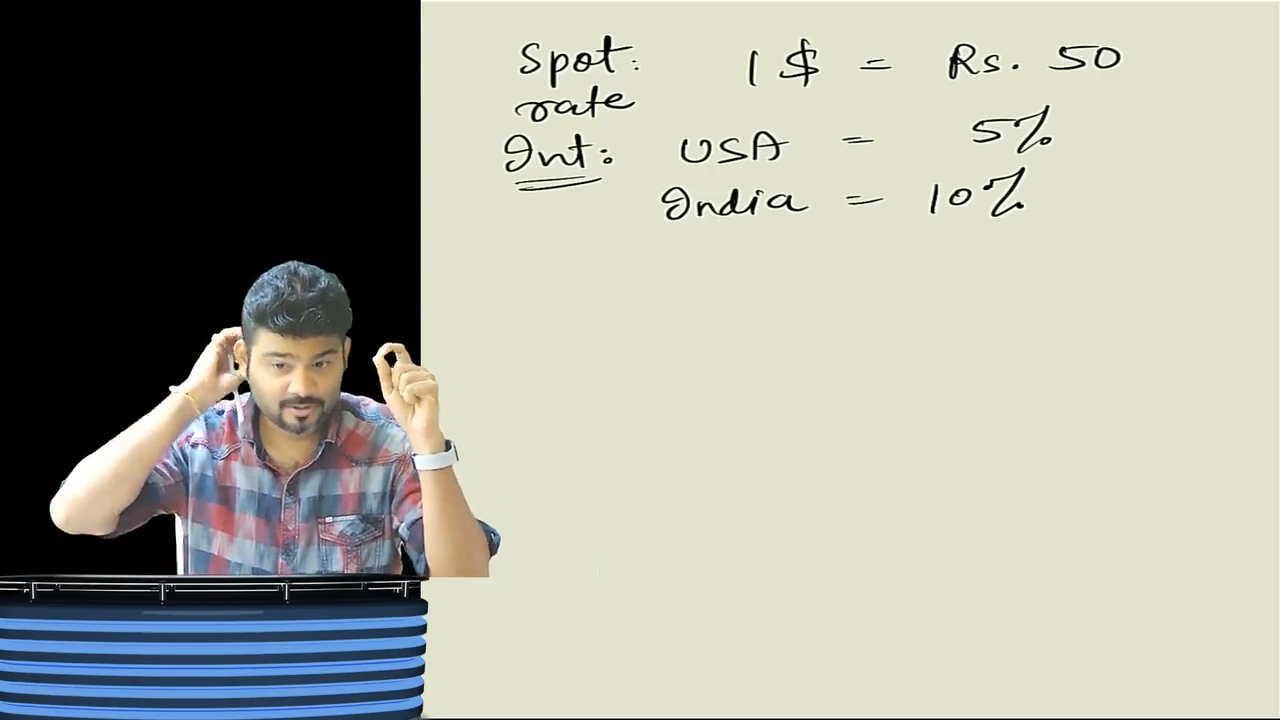 Spot: 1 $ = Rs. 50
rate
Int: USA = 5%
India = 10%